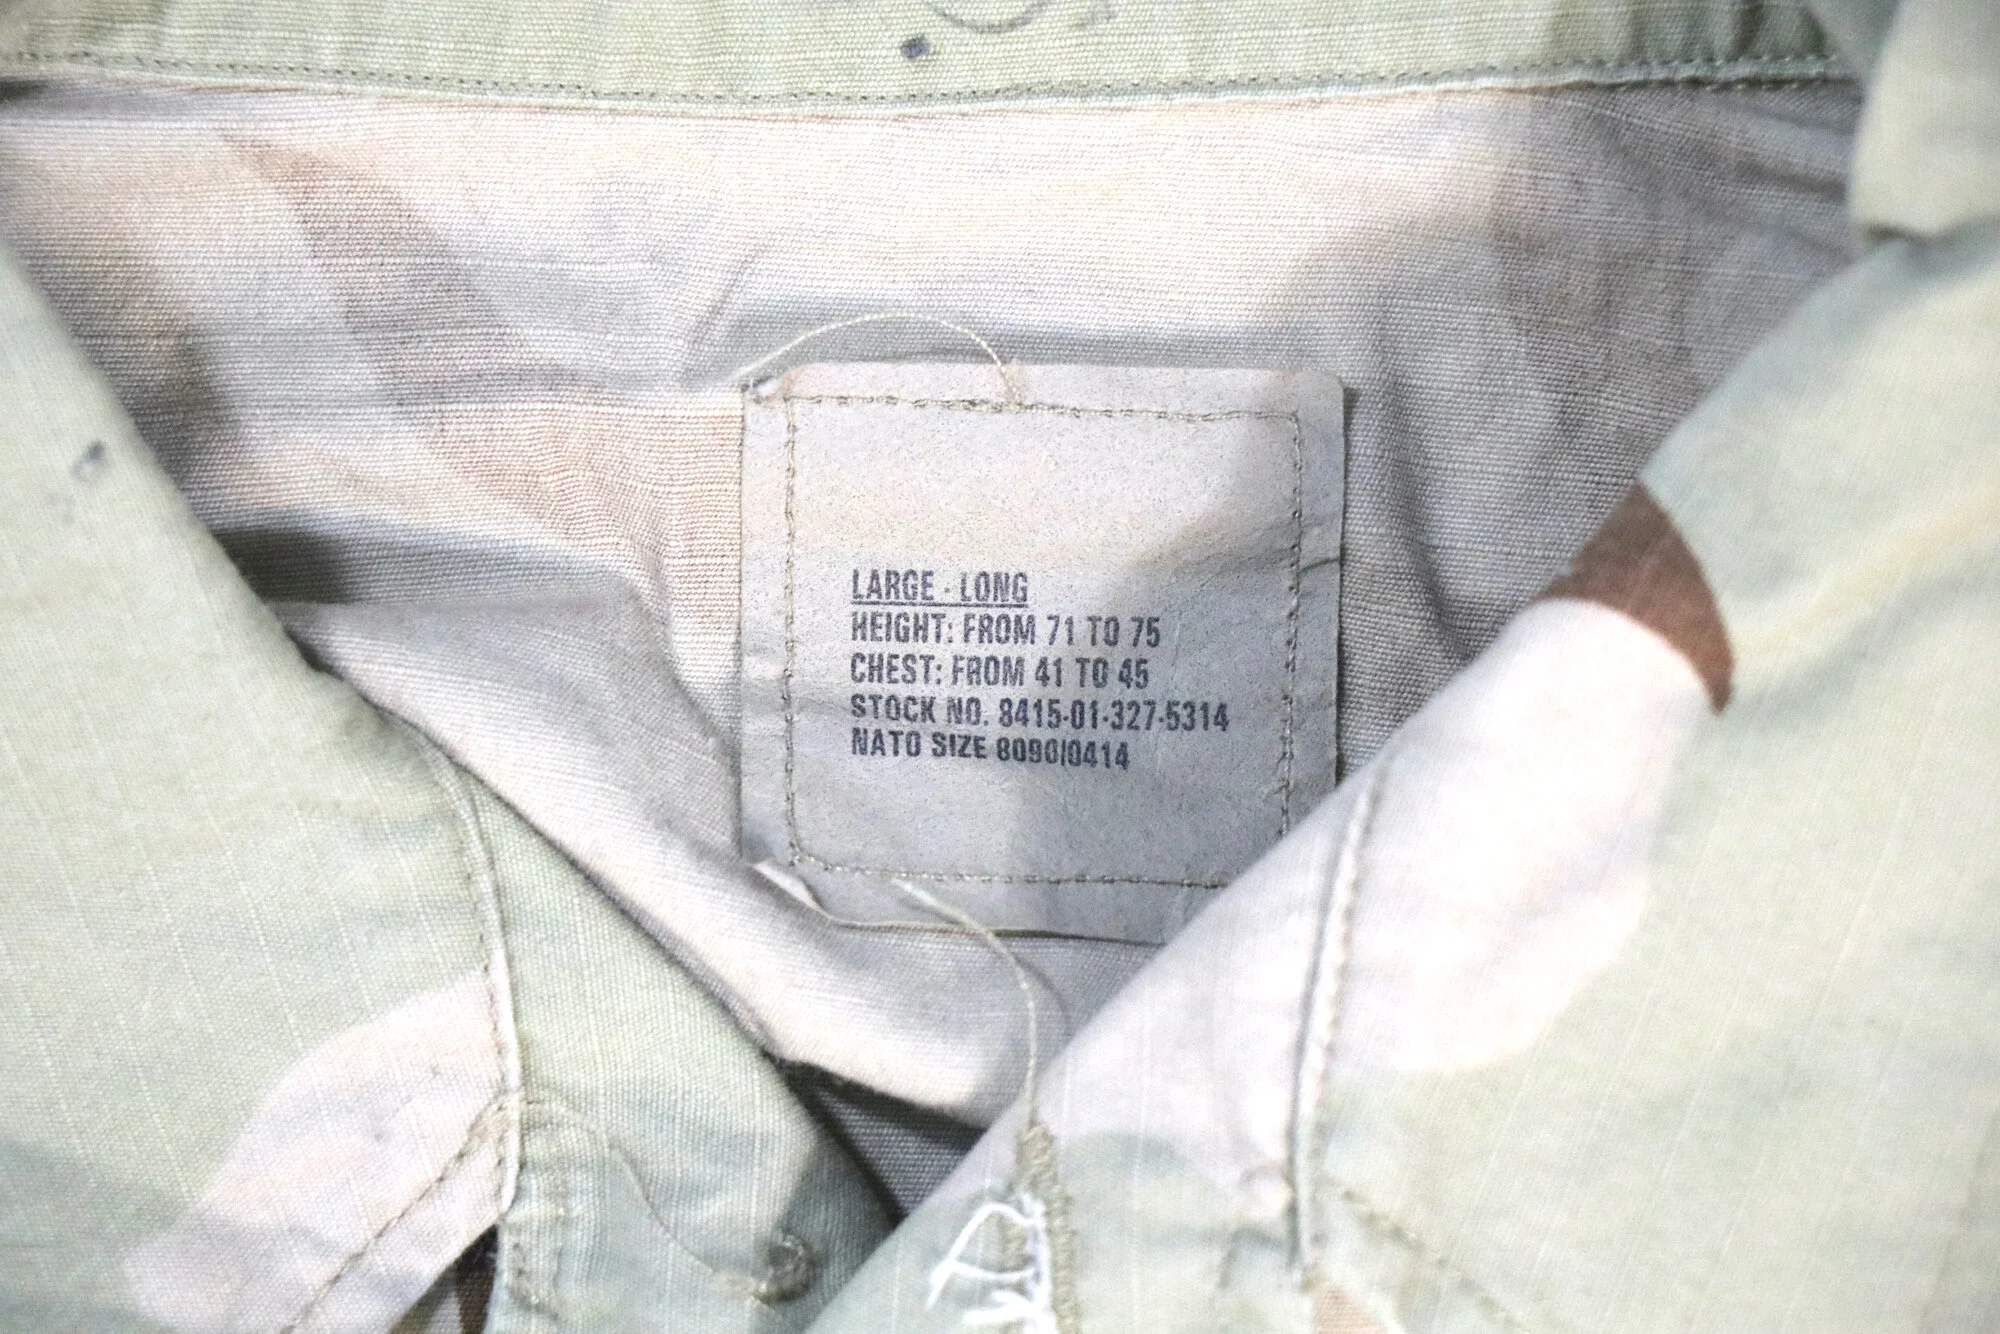 LARGE - LONG
HEIGHT: FROM 71 TO 75
CHEST: FROM 41 TO 45
STOCK NO. 8415-01-327-5314
NATO SIZE 8090/0414